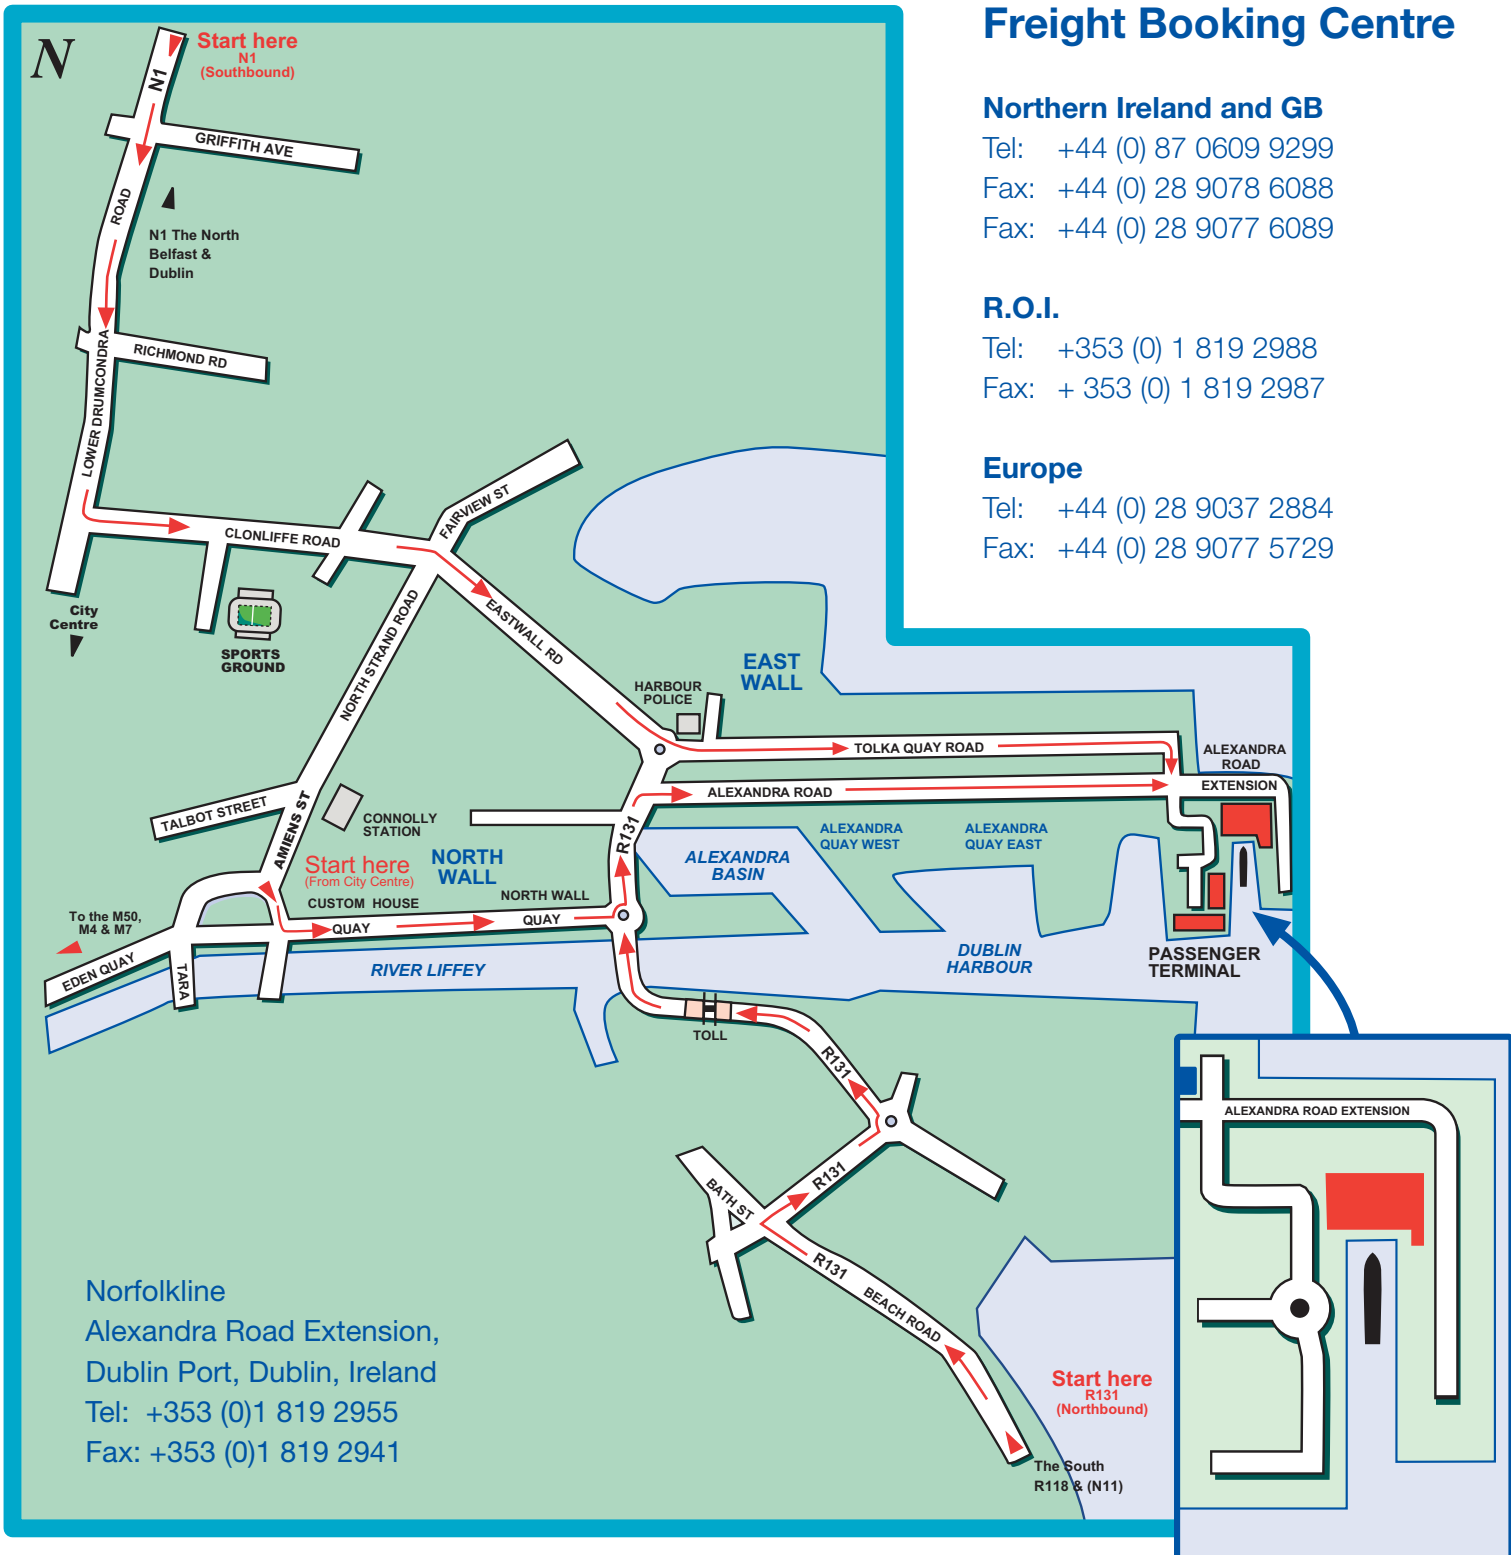 Freight Booking Centre
Northern Ireland and GB
Tel: +44 (0) 87 0609 9299
Fax: +44 (0) 28 9078 6088
Fax: +44 (0) 28 9077 6089
R.O.I.
Tel: +353 (0) 1 819 2988
Fax: + 353 (0) 1 819 2987
Europe
Tel: +44 (0) 28 9037 2884
Fax: +44 (0) 28 9077 5729
N
Start here
N1
(Southbound)
N1
GRIFFITH AVE
ROAD
N1 The North
Belfast &
Dublin
RICHMOND RD
LOWER DRUMCONDRA
FAIRVIEW ST
CLONLIFFE ROAD
City
Centre
SPORTS
GROUND
NORTH STRAND ROAD
EASTWALL RD
HARBOUR
POLICE
EAST
WALL
TOLKA QUAY ROAD
ALEXANDRA
ROAD
EXTENSION
ALEXANDRA ROAD
TALBOT STREET
AMIENS ST
CONNOLLY
STATION
R131
ALEXANDRA
QUAY WEST
ALEXANDRA
QUAY EAST
ALEXANDRA
BASIN
Start here
(From City Centre)
NORTH
WALL
CUSTOM HOUSE
QUAY
NORTH WALL
QUAY
To the M50,
M4 & M7
EDEN QUAY
TARA
RIVER LIFFEY
DUBLIN
HARBOUR
PASSENGER
TERMINAL
TOLL
R131
R131
BATH ST
R131
BEACH ROAD
Start here
R131
(Northbound)
The South
R118 & (N11)
ALEXANDRA ROAD EXTENSION
Norfolkline
Alexandra Road Extension,
Dublin Port, Dublin, Ireland
Tel: +353 (0)1 819 2955
Fax: +353 (0)1 819 2941